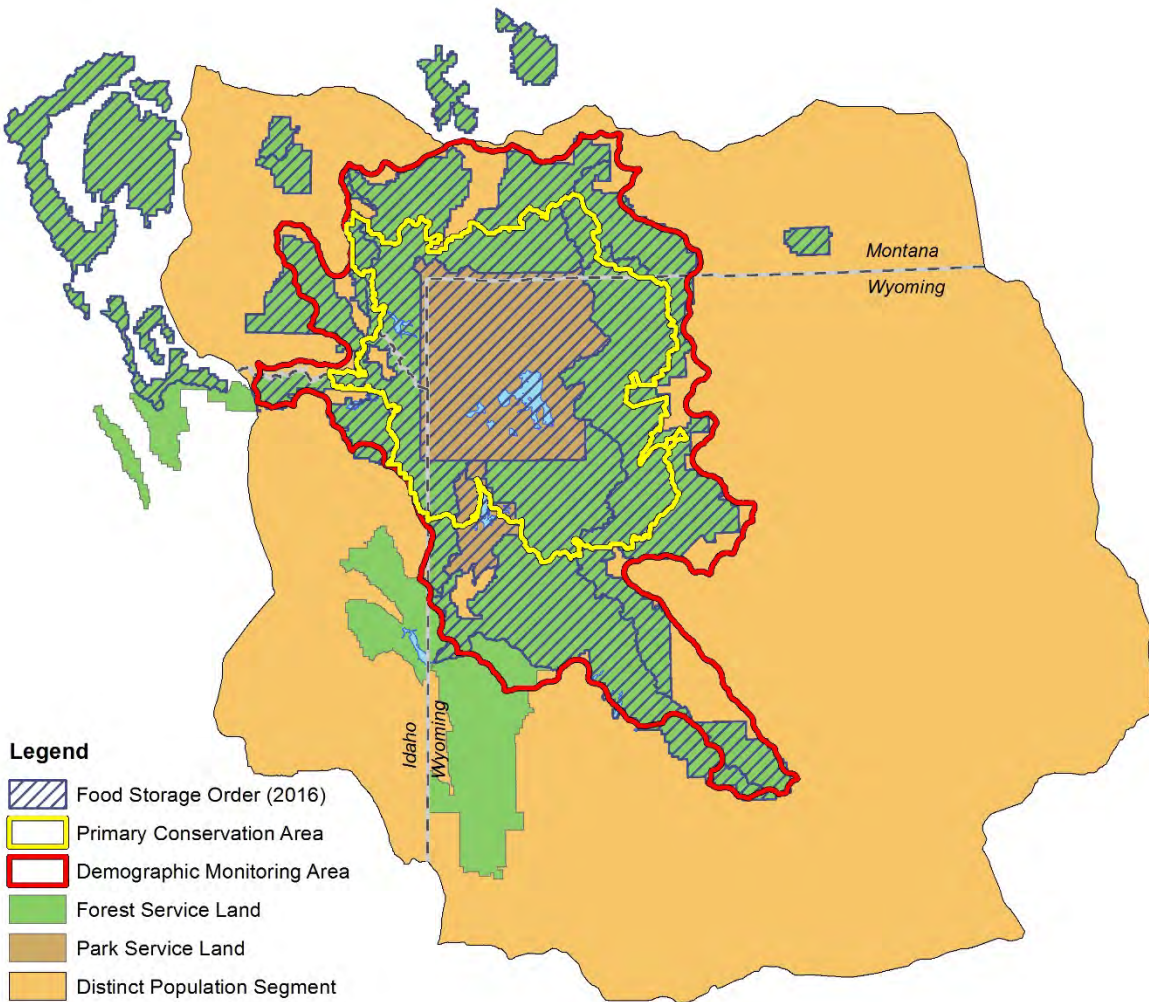 Montana
Wyoming
Idaho
Wyoming
Legend
Food Storage Order (2016)
Primary Conservation Area
Demographic Monitoring Area
Forest Service Land
Park Service Land
Distinct Population Segment